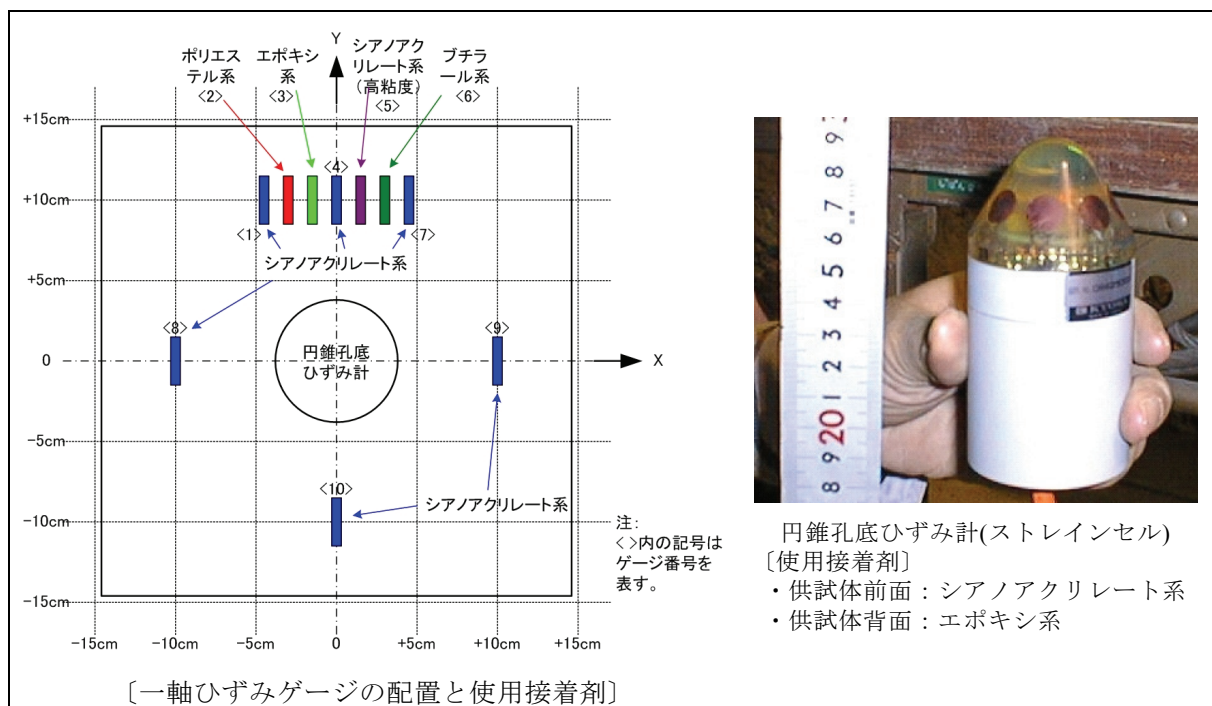 Y
ポリエス
テル系
<2>
エポキシ
系
<3>
シアノアク
リレート系
(高粘度)
<5>
ブチラ
ール系
<6>
+15cm
+10cm
+5cm
0
−5cm
−10cm
−15cm
<4>
<1>
<7>
シアノアクリレート系
<8>
<9>
円錐孔底
ひずみ計
X
<10>
シアノアクリレート系
注:
<>内の記号は
ゲージ番号を
表す。
−15cm −10cm −5cm 0 +5cm +10cm +15cm
〔一軸ひずみゲージの配置と使用接着剤〕
9
8
7
6
5
4
3
2
1
20
9
8
円錐孔底ひずみ計(ストレインセル)
〔使用接着剤〕
・供試体前面：シアノアクリレート系
・供試体背面：エポキシ系